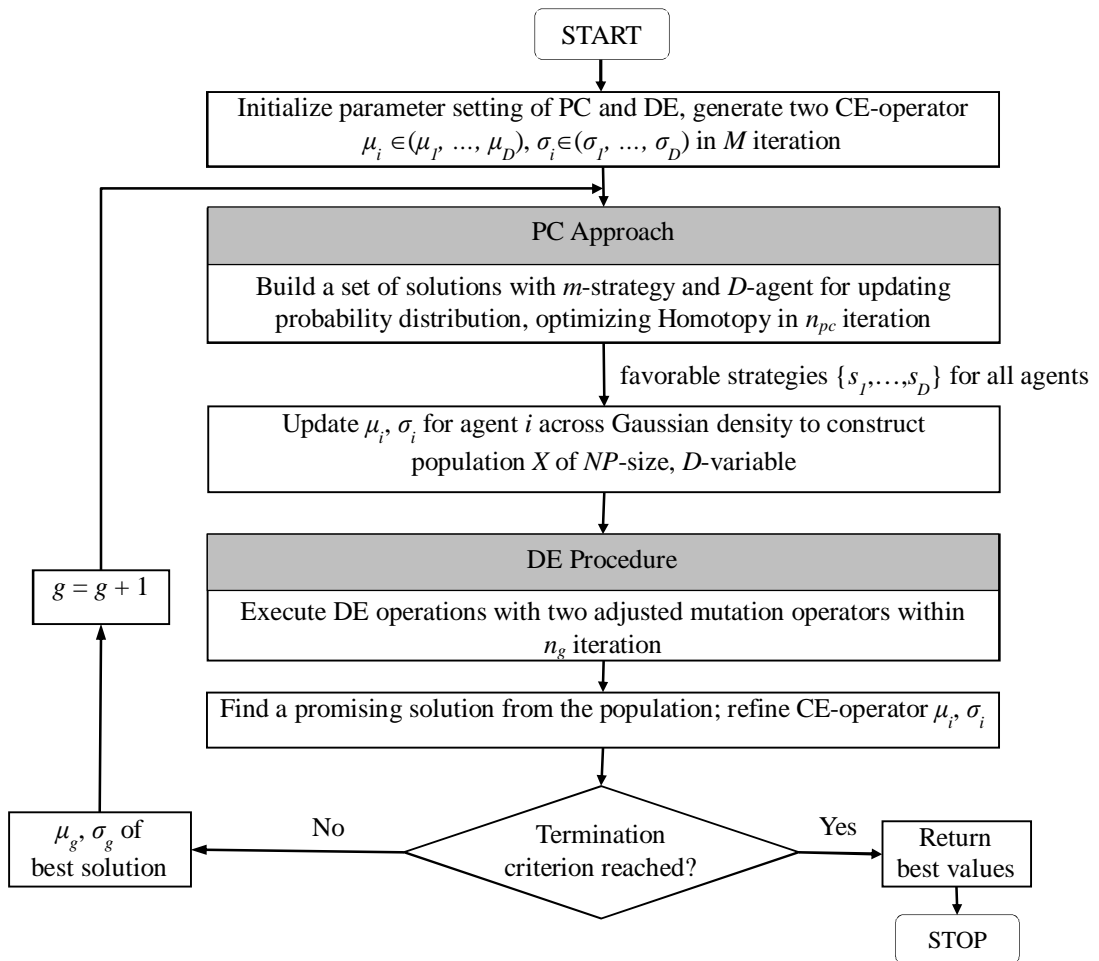 START
Initialize parameter setting of PC and DE, generate two CE-operator
μi ∈(μ1, ..., μD), σi∈(σ1, ..., σD) in M iteration
PC Approach
Build a set of solutions with m-strategy and D-agent for updating
probability distribution, optimizing Homotopy in npc iteration
favorable strategies {s1,…,sD} for all agents
Update μi, σi for agent i across Gaussian density to construct
population X of NP-size, D-variable
DE Procedure
Execute DE operations with two adjusted mutation operators within
ng iteration
g = g + 1
Find a promising solution from the population; refine CE-operator μi, σi
Termination
criterion reached?
No
Yes
μg, σg of
best solution
Return
best values
STOP